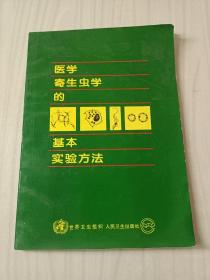 医学
寄生虫学
的
基本
实验方法
世界卫生组织 人民卫生出版社